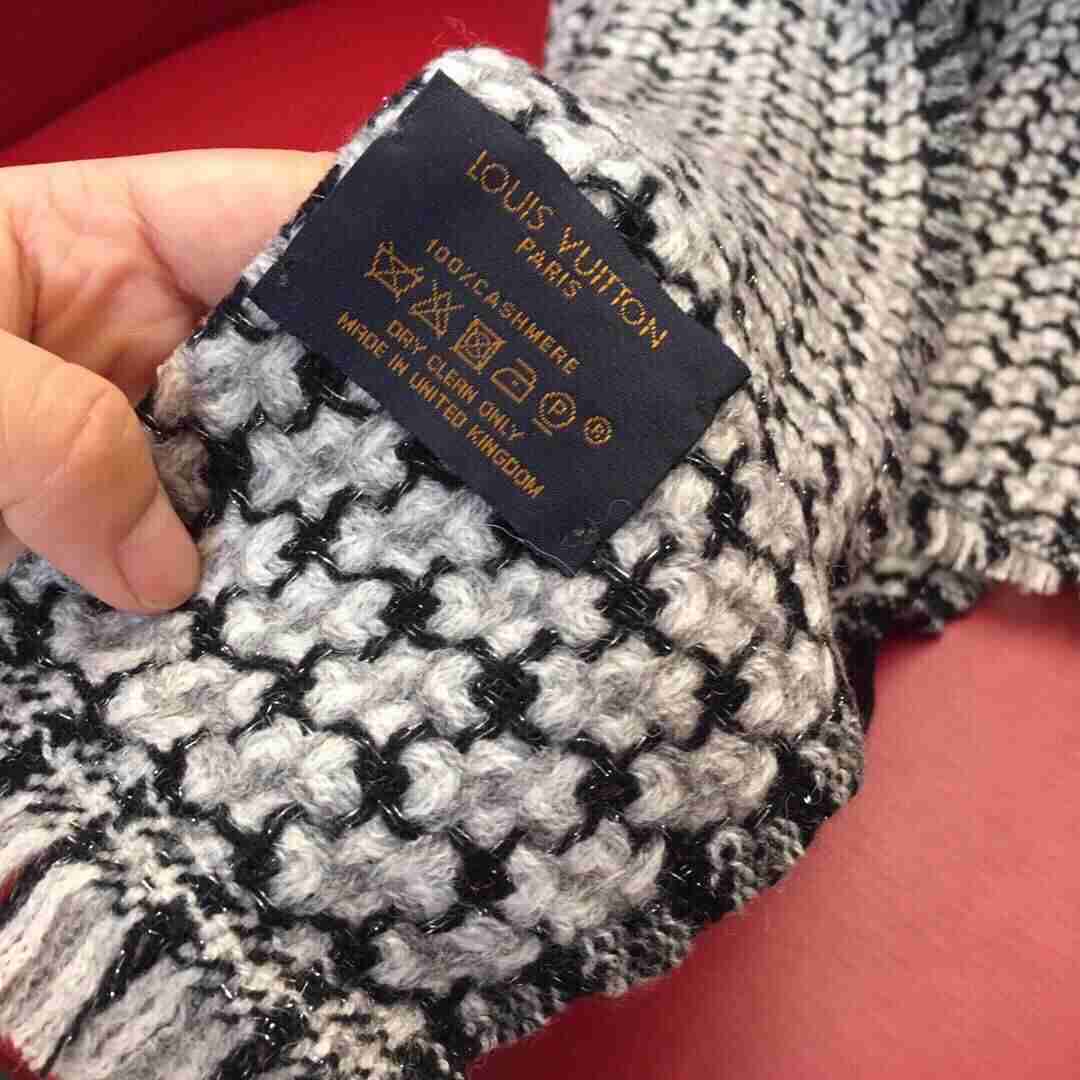 LOUIS VUITTON
PARIS
100%CASHMERE
P ®
DRY CLEAN ONLY
MADE IN UNITED KINGDOM